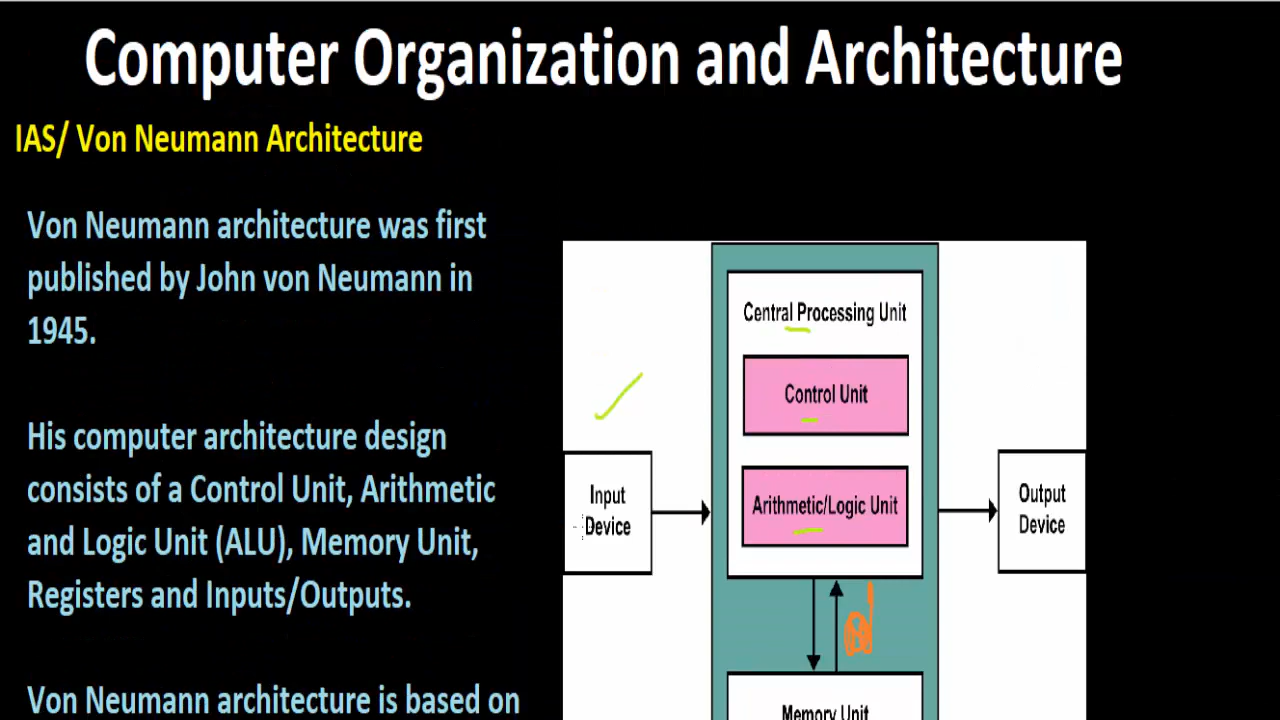 Computer Organization and Architecture
IAS/ Von Neumann Architecture
Von Neumann architecture was first
published by John von Neumann in
1945.
His computer architecture design
consists of a Control Unit, Arithmetic
and Logic Unit (ALU), Memory Unit,
Registers and Inputs/Outputs.
Von Neumann architecture is based on
Central Processing Unit
Control Unit
Arithmetic/Logic Unit
Input
Device
Output
Device
Memory Unit